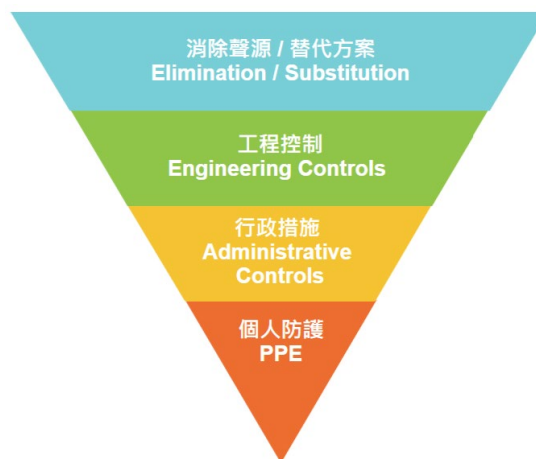 消除聲源 / 替代方案
Elimination / Substitution
工程控制
Engineering Controls
行政措施
Administrative
Controls
個人防護
PPE